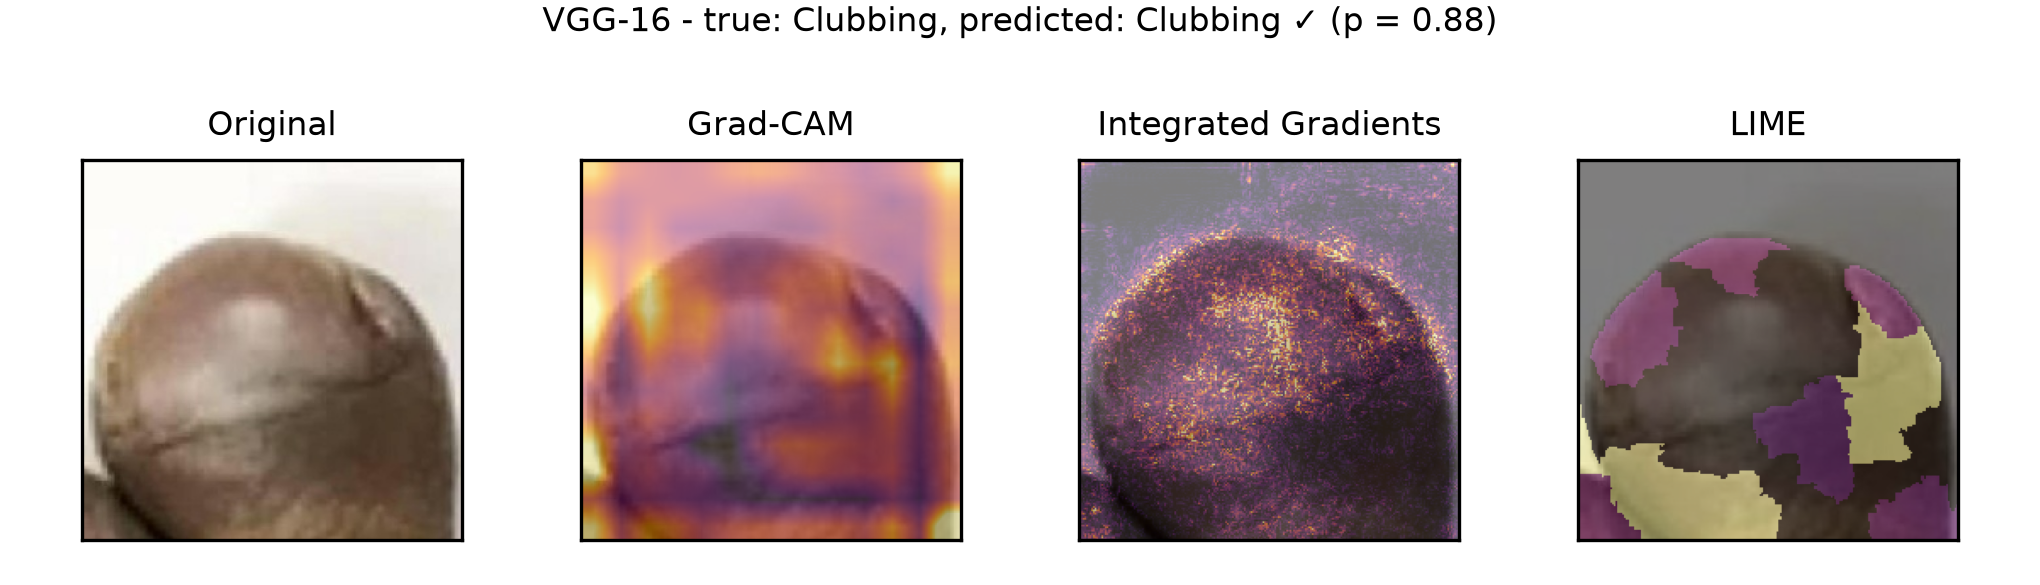 VGG-16 - true: Clubbing, predicted: Clubbing ✓ (p = 0.88)
Original
Grad-CAM
Integrated Gradients
LIME